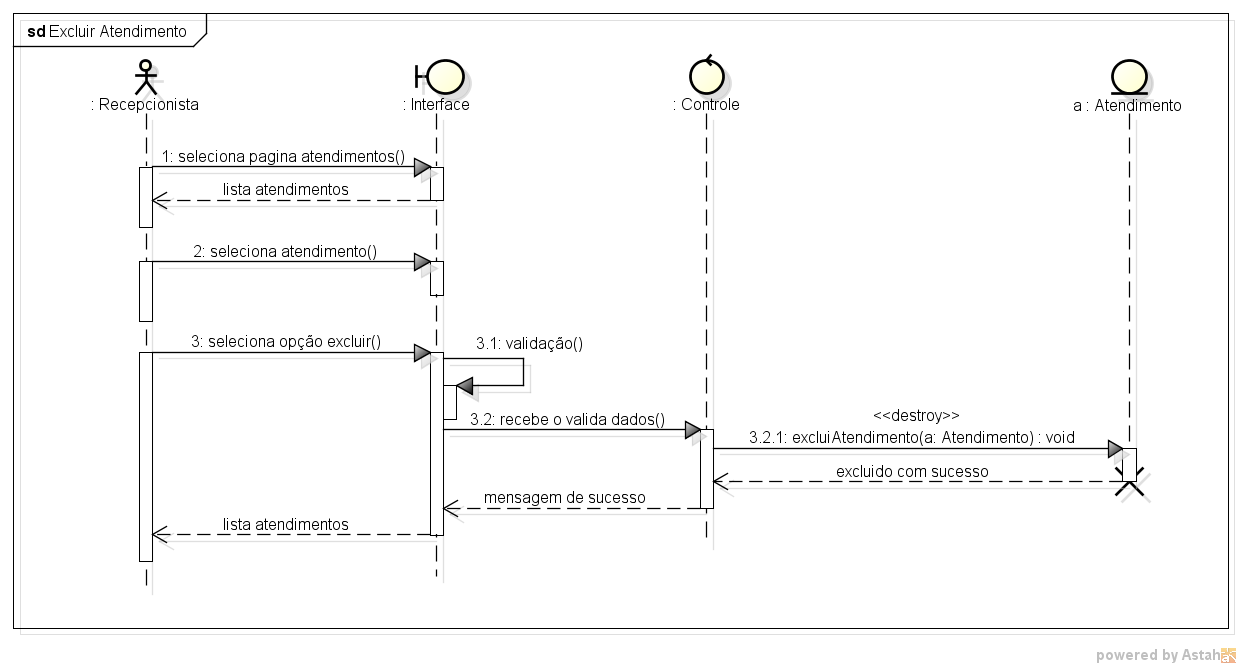 sd Excluir Atendimento
: Recepcionista
: Interface
: Controle
a : Atendimento
1: seleciona pagina atendimentos()
lista atendimentos
2: seleciona atendimento()
3: seleciona opção excluir()
3.1: validação()
<<destroy>>
3.2: recebe o valida dados()
3.2.1: excluiAtendimento(a: Atendimento) : void
excluido com sucesso
mensagem de sucesso
lista atendimentos
powered by Astah